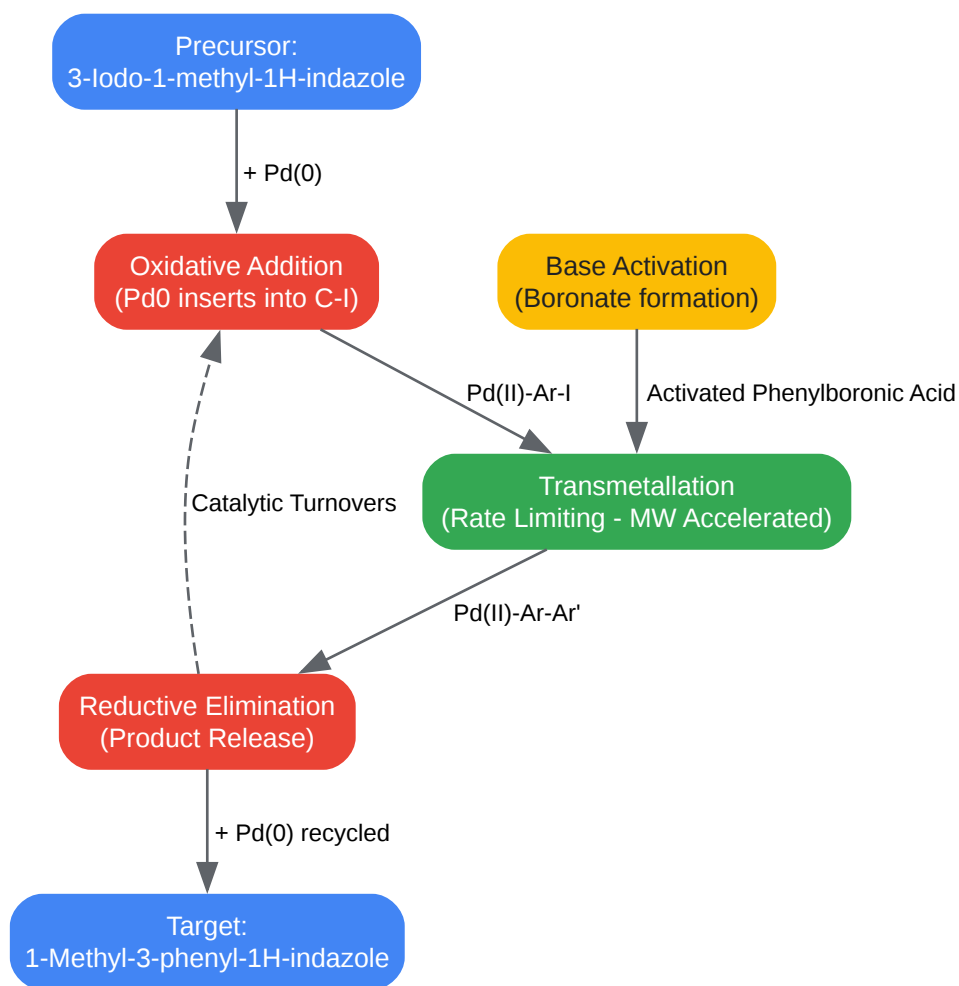 Precursor:
3-Iodo-1-methyl-1H-indazole
+ Pd(0)
Oxidative Addition
(Pd0 inserts into C-I)
Base Activation
(Boronate formation)
Pd(II)-Ar-I
Activated Phenylboronic Acid
Transmetallation
(Rate Limiting - MW Accelerated)
Catalytic Turnovers
Pd(II)-Ar-Ar'
Reductive Elimination
(Product Release)
+ Pd(0) recycled
Target:
1-Methyl-3-phenyl-1H-indazole